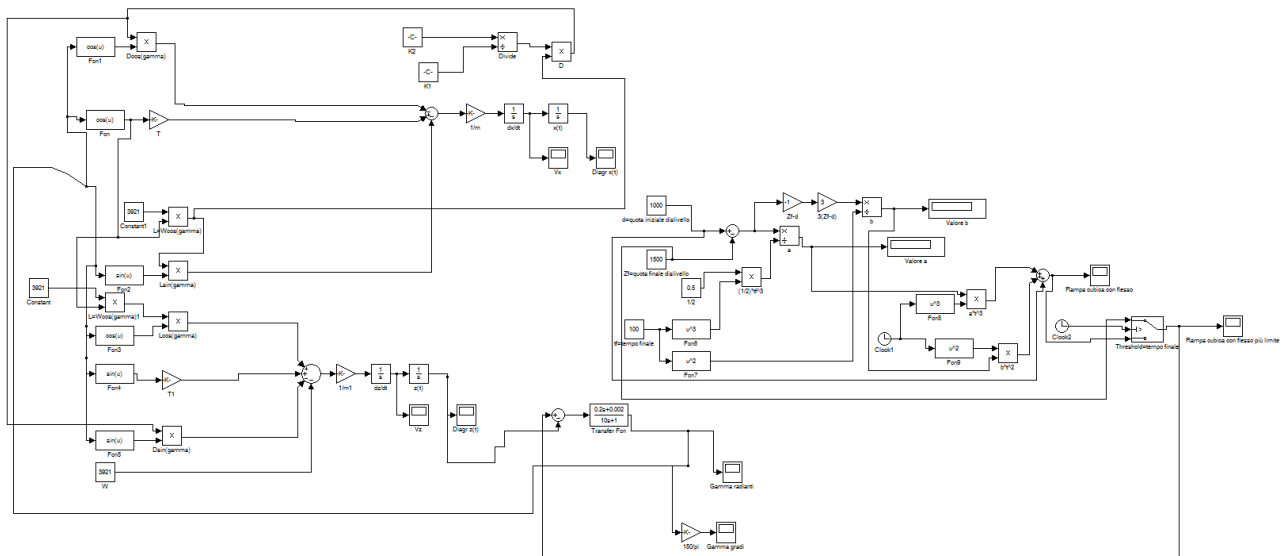 -C-
K2
×
÷
Divide
X
D
cos(u)
Fcn1
X
Dcos(gamma)
-C-
K1
cos(u)
Fcn
-K-
T
-K-
1/m
1
s
dx/dt
1
s
x(t)
Vx
Diagr x(t)
3921
Constant1
X
L=Wcos(gamma)
1000
d=quota iniziale dislivello
-1
Zf-d
3
3(Zf-d)
×
÷
b
Valore b
×
÷
a
Valore a
1500
Zf=quota finale dislivello
sin(u)
Fcn2
X
Lsin(gamma)
0.5
1/2
X
(1/2)*tf^3
Rampa cubica con flesso
3921
Constant
X
L=Wcos(gamma)1
X
Lcos(gamma)
u^3
Fcn8
X
a*t^3
100
tf=tempo finale
u^3
Fcn6
cos(u)
Fcn3
Clock1
Clock2
>
Threshold=tempo finale
Rampa cubica con flesso più limite
u^2
Fcn9
X
b*t^2
u^2
Fcn7
sin(u)
Fcn4
-K-
T1
-K-
1/m1
1
s
dz/dt
1
s
z(t)
Vz
Diagr z(t)
0.2s+0.002
10s+1
Transfer Fcn
sin(u)
Fcn5
X
Dsin(gamma)
3921
W
Gamma radianti
-K-
180/pi
Gamma gradi